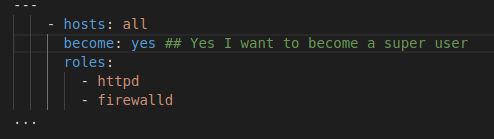 ---
- hosts: all
become: yes ## Yes I want to become a super user
roles:
- httpd
- firewalld
...